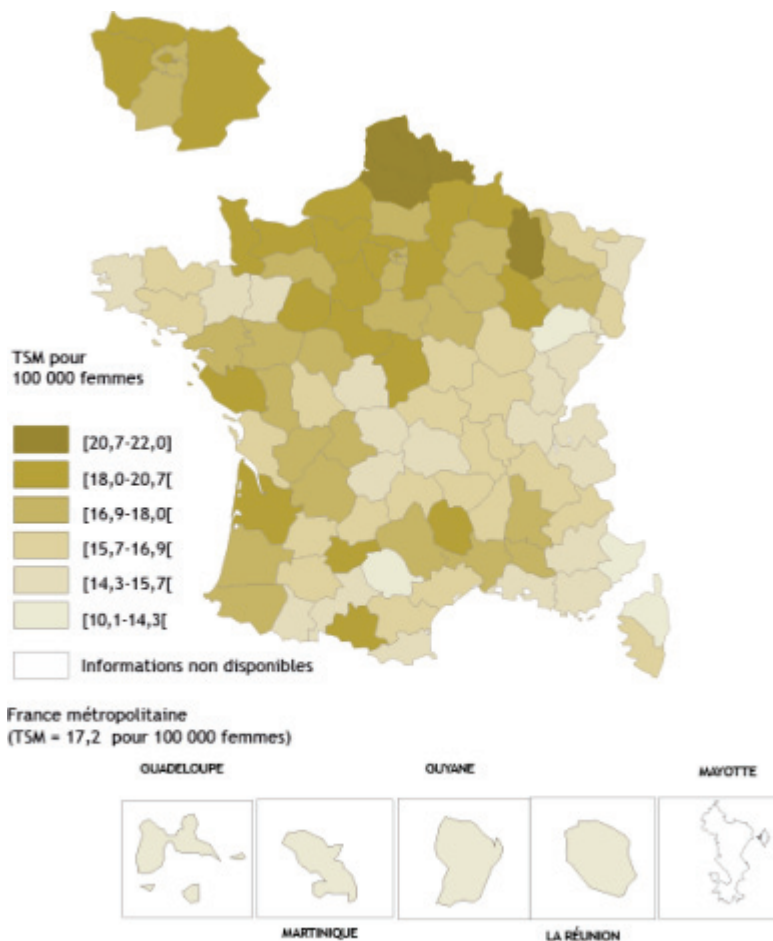 TSM pour
100 000 femmes
[20,7-22,0]
[18,0-20,7[
[16,9-18,0[
[15,7-16,9[
[14,3-15,7[
[10,1-14,3[
Informations non disponibles
France métropolitaine
(TSM = 17,2 pour 100 000 femmes)
GUADELOUPE
GUYANE
MAYOTTE
MARTINIQUE
LA RÉUNION